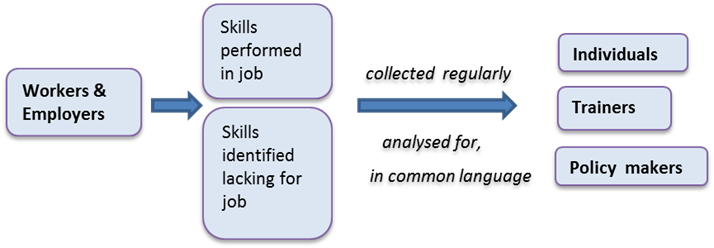 Workers &
Employers
Skills
performed
in job
Skills
identified
lacking for
job
collected regularly
analysed for,
in common language
Individuals
Trainers
Policy makers